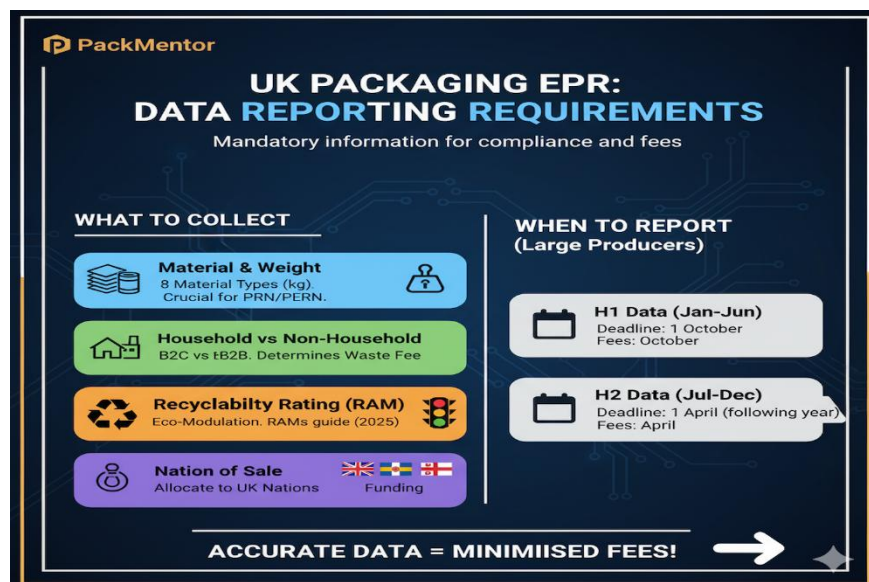 PackMentor
UK PACKAGING EPR:
DATA REPORTING REQUIREMENTS
Mandatory information for compliance and fees
WHAT TO COLLECT
Material & Weight
8 Material Types (kg).
Crucial for PRN/PERN.
Household vs Non-Household
B2C vs tB2B. Determines Waste Fee
Recyclabilty Rating (RAM)
Eco-Modulation. RAMs guide (2025)
Nation of Sale
Allocate to UK Nations
Funding
WHEN TO REPORT
(Large Producers)
H1 Data (Jan-Jun)
Deadline: 1 October
Fees: October
H2 Data (Jul-Dec)
Deadline: 1 April (following year)
Fees: April
ACCURATE DATA = MINIMIISED FEES!